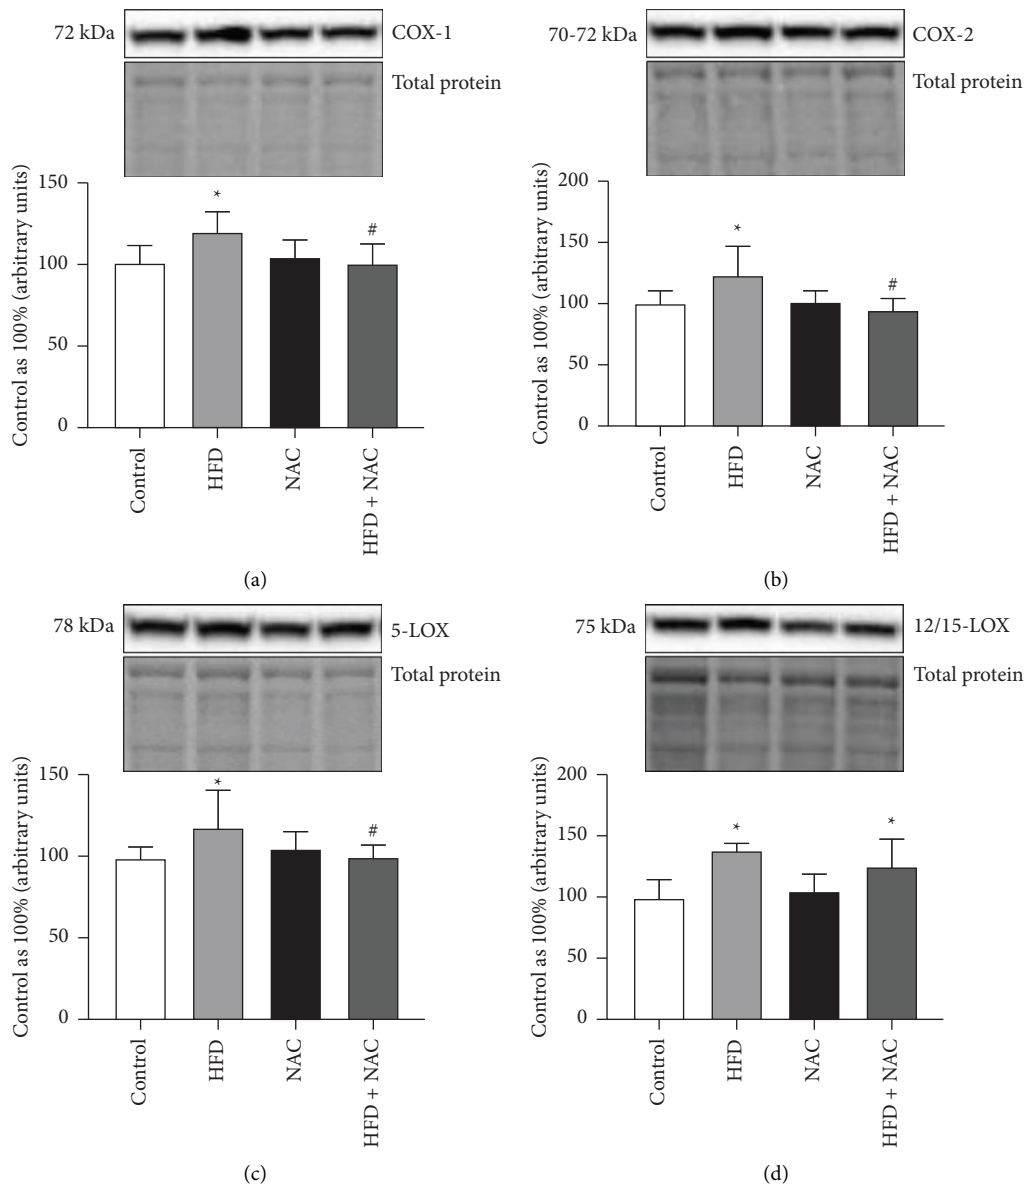 72 kDa
COX-1
Total protein
Control as 100% (arbitrary units)
150
100
50
0
*
#
Control
HFD
NAC
HFD + NAC
(a)
70-72 kDa
COX-2
Total protein
Control as 100% (arbitrary units)
200
150
100
50
0
*
#
Control
HFD
NAC
HFD + NAC
(b)
78 kDa
5-LOX
Total protein
Control as 100% (arbitrary units)
150
100
50
0
*
#
Control
HFD
NAC
HFD + NAC
(c)
75 kDa
12/15-LOX
Total protein
Control as 100% (arbitrary units)
200
150
100
50
0
*
*
Control
HFD
NAC
HFD + NAC
(d)